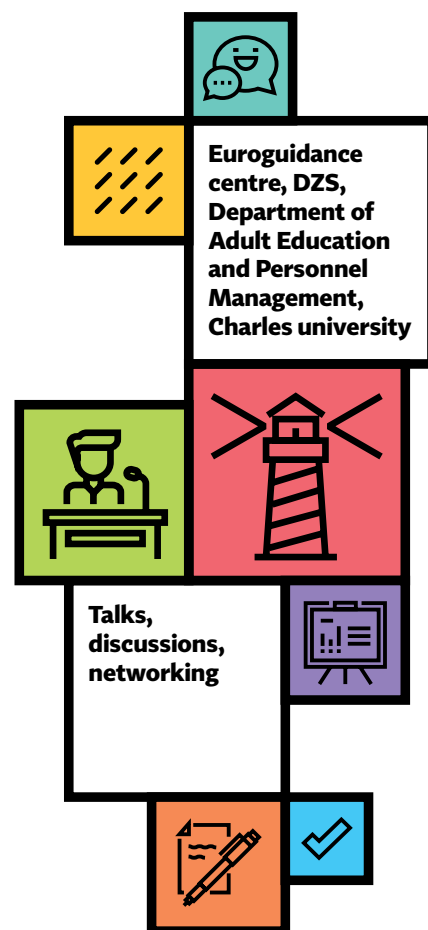 Euroguidance
centre, DZS,
Department of
Adult Education
and Personnel
Management,
Charles university
Talks,
discussions,
networking